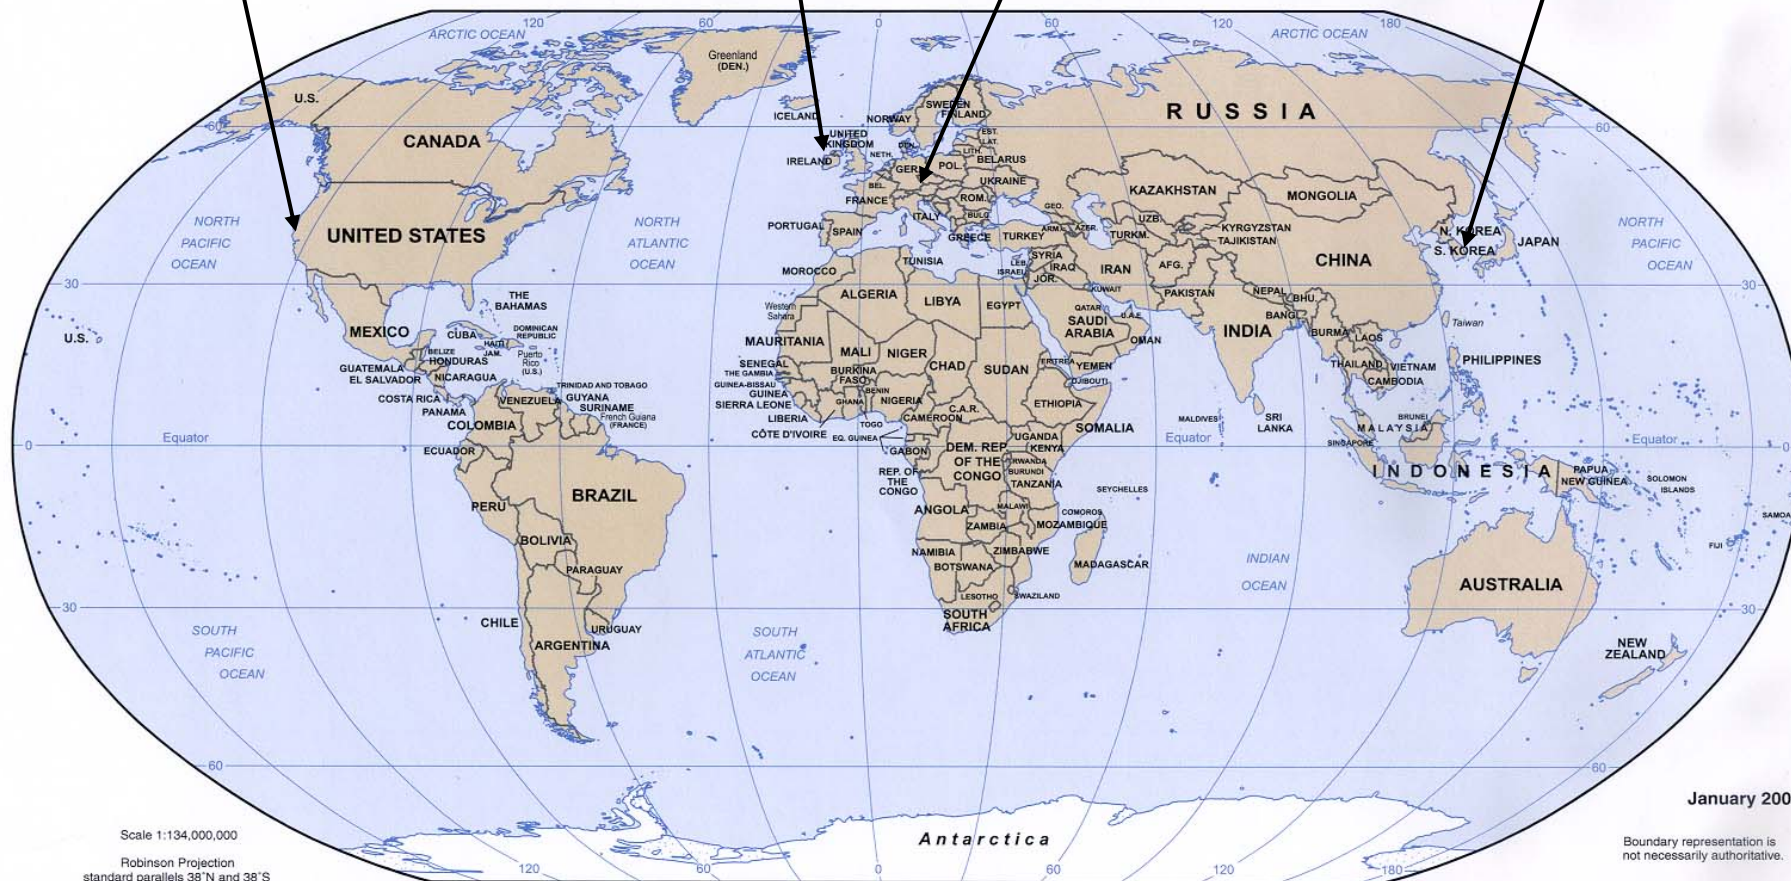 120
60
0
60
120
180
ARCTIC OCEAN
ARCTIC OCEAN
Greenland
(DEN.)
U.S.
ICELAND
NORWAY
SWEDEN
FINLAND
RUSSIA
60
60
CANADA
UNITED
KINGDOM
IRELAND
DEN.
NETH.
BEL.
GER.
POL.
EST.
LAT.
LITH.
BELARUS
UKRAINE
FRANCE
ROM.
BULG.
ITALY
PORTUGAL
SPAIN
GREECE
TURKEY
GEO.
ARM.
AZER.
KAZAKHSTAN
UZB.
TURKM.
KYRGYZSTAN
TAJIKISTAN
MONGOLIA
N. KOREA
S. KOREA
JAPAN
CHINA
NORTH
PACIFIC
OCEAN
UNITED STATES
NORTH
ATLANTIC
OCEAN
NORTH
PACIFIC
OCEAN
30
30
MOROCCO
TUNISIA
LEB.
ISRAEL
SYRIA
IRAQ
JOR.
IRAN
AFG.
KUWAIT
PAKISTAN
NEPAL
BHU.
BANG.
INDIA
BURMA
LAOS
Taiwan
THAILAND
VIETNAM
CAMBODIA
PHILIPPINES
Western
Sahara
ALGERIA
LIBYA
EGYPT
QATAR
U.A.E.
SAUDI
ARABIA
OMAN
YEMEN
U.S.
MEXICO
THE
BAHAMAS
CUBA
DOMINICAN
REPUBLIC
HAITI
JAM.
Puerto
Rico
(U.S.)
BELIZE
HONDURAS
GUATEMALA
EL SALVADOR
NICARAGUA
COSTA RICA
PANAMA
TRINIDAD AND TOBAGO
VENEZUELA
GUYANA
SURINAME
French Guiana
(FRANCE)
COLOMBIA
ECUADOR
MAURITANIA
MALI
NIGER
CHAD
SUDAN
ERITREA
DJIBOUTI
SENEGAL
THE GAMBIA
GUINEA-BISSAU
GUINEA
SIERRA LEONE
LIBERIA
CÔTE D'IVOIRE
BURKINA
FASO
BENIN
GHANA
TOGO
NIGERIA
CAMEROON
C.A.R.
ETHIOPIA
SOMALIA
EQ. GUINEA
GABON
REP. OF
THE
CONGO
DEM. REP.
OF THE
CONGO
UGANDA
KENYA
RWANDA
BURUNDI
TANZANIA
MALDIVES
SRI
LANKA
BRUNEI
MALAYSIA
SINGAPORE
INDONESIA
PAPUA
NEW GUINEA
SOLOMON
ISLANDS
SAMOA
FIJI
0
Equator
Equator
Equator
0
SEYCHELLES
PERU
BRAZIL
BOLIVIA
PARAGUAY
CHILE
ARGENTINA
URUGUAY
ANGOLA
MALAWI
ZAMBIA
COMOROS
MOZAMBIQUE
NAMIBIA
ZIMBABWE
BOTSWANA
MADAGASCAR
LESOTHO
SWAZILAND
SOUTH
AFRICA
INDIAN
OCEAN
AUSTRALIA
NEW
ZEALAND
30
30
SOUTH
PACIFIC
OCEAN
SOUTH
ATLANTIC
OCEAN
60
60
Antarctica
120
60
0
60
120
180
Scale 1:134,000,000
Robinson Projection
standard parallels 38°N and 38°S
January 200
Boundary representation is
not necessarily authoritative.